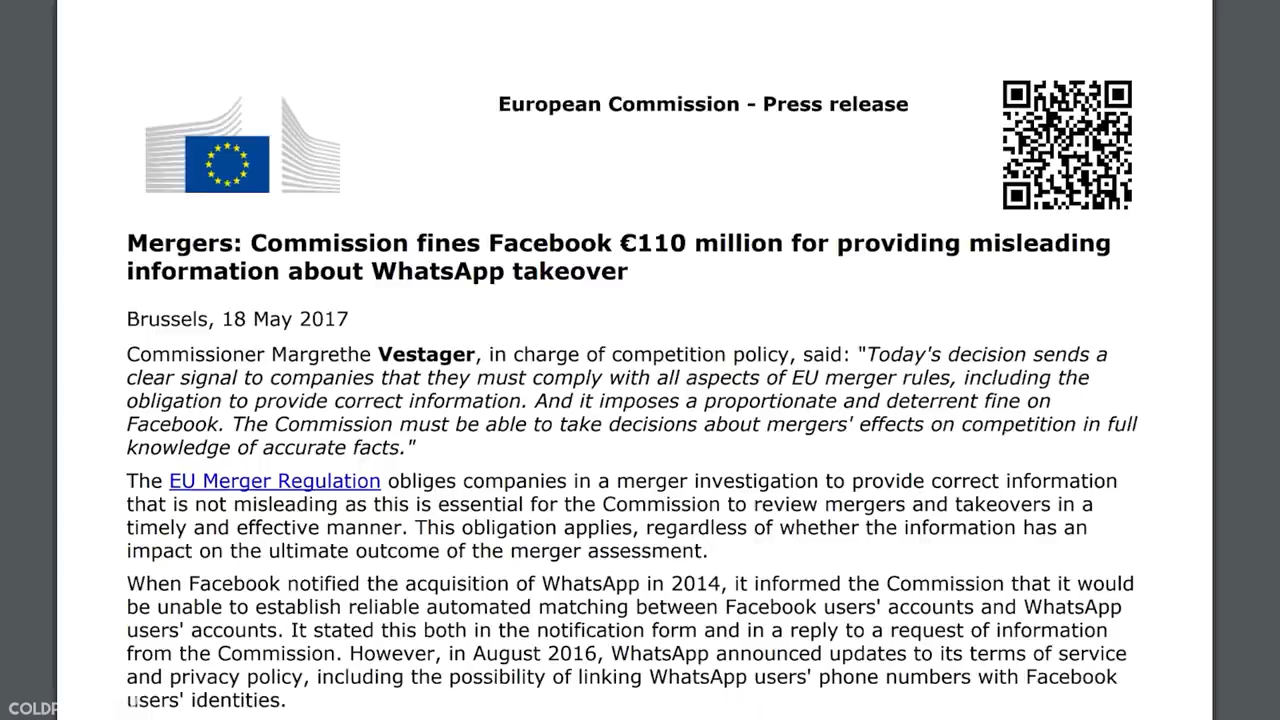 European Commission - Press release
Mergers: Commission fines Facebook €110 million for providing misleading
information about WhatsApp takeover
Brussels, 18 May 2017
Commissioner Margrethe Vestager, in charge of competition policy, said: "Today's decision sends a
clear signal to companies that they must comply with all aspects of EU merger rules, including the
obligation to provide correct information. And it imposes a proportionate and deterrent fine on
Facebook. The Commission must be able to take decisions about mergers' effects on competition in full
knowledge of accurate facts."
The EU Merger Regulation obliges companies in a merger investigation to provide correct information
that is not misleading as this is essential for the Commission to review mergers and takeovers in a
timely and effective manner. This obligation applies, regardless of whether the information has an
impact on the ultimate outcome of the merger assessment.
When Facebook notified the acquisition of WhatsApp in 2014, it informed the Commission that it would
be unable to establish reliable automated matching between Facebook users' accounts and WhatsApp
users' accounts. It stated this both in the notification form and in a reply to a request of information
from the Commission. However, in August 2016, WhatsApp announced updates to its terms of service
and privacy policy, including the possibility of linking WhatsApp users' phone numbers with Facebook
users' identities.